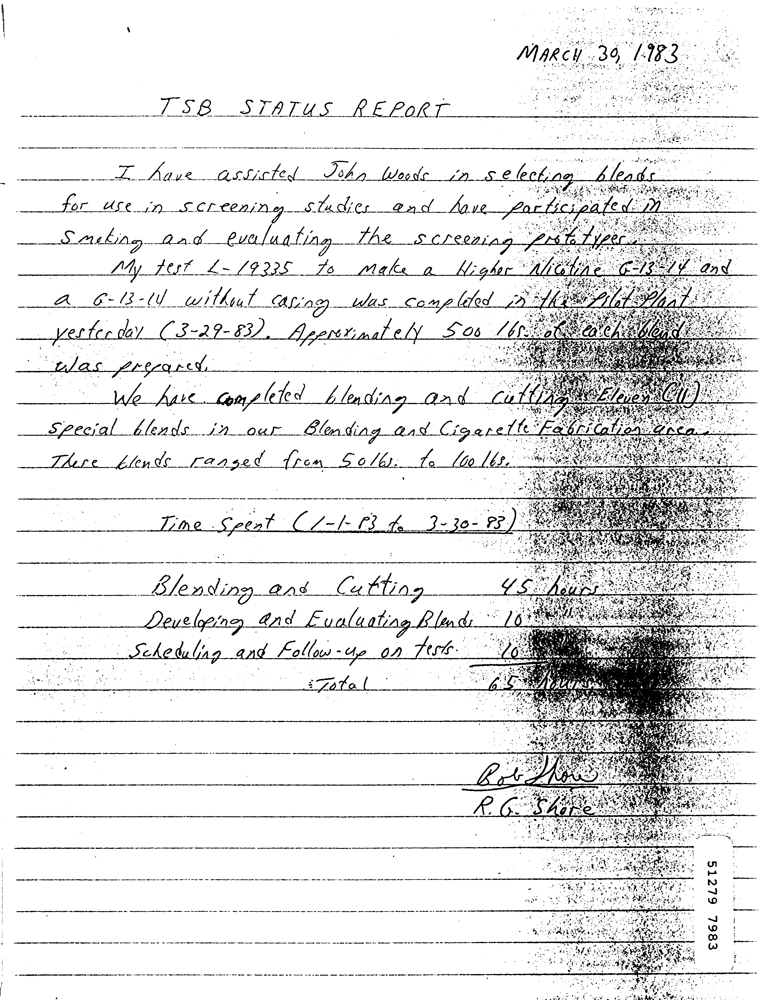 MARCH 30, 1983
TSB STATUS REPORT
I have assisted John Woods in selecting blends
for use in screening studies and have participated in
smoking and evaluating the screening prototypes.
My test L-19335 to make a Higher Nicotine G-13-14 and
a G-13-14 without casing was completed in the Pilot Plant
yesterday (3-29-83). Approximately 500 lbs. of each blend
was prepared.
We have completed blending and cutting Eleven (11)
special blends in our Blending and Cigarette Fabrication area.
These blends ranged from 50 lbs. to 100 lbs.
Time Spent (1-1-83 to 3-30-83)
Blending and Cutting 45 hours
Developing and Evaluating Blends 10 "
Scheduling and Follow-up on tests. 10
Total 65 hours
Bob Shore
R. G. Shore
51279 7983